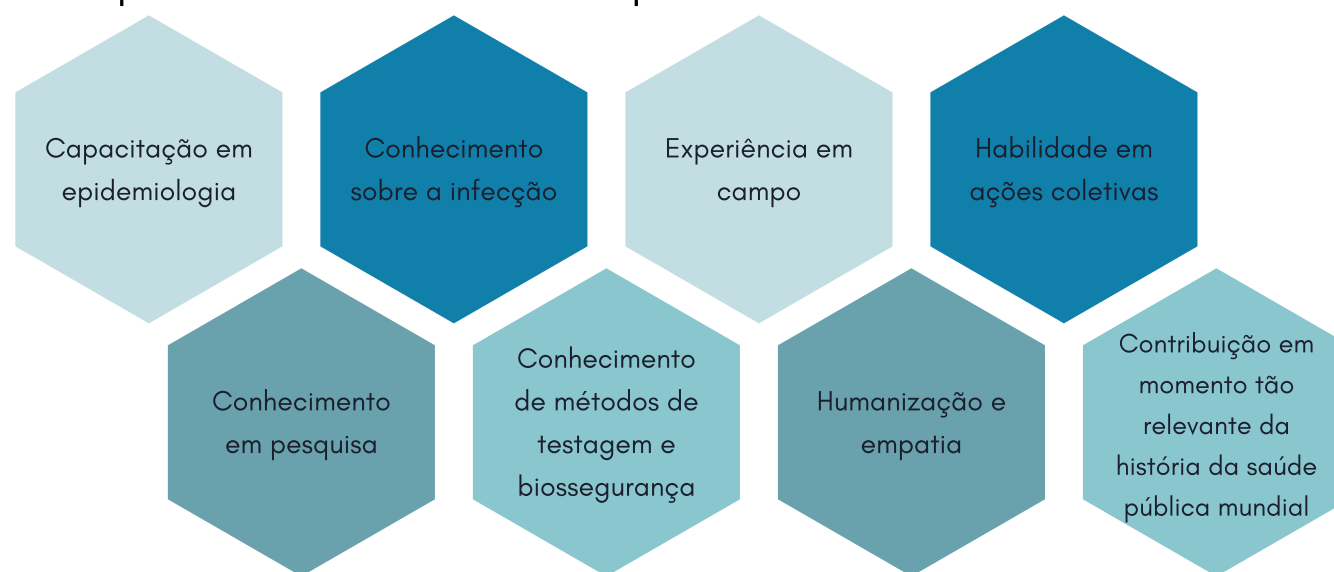 Capacitação em
epidemiologia
Conhecimento
sobre a infecção
Experiência em
campo
Habilidade em
ações coletivas
Conhecimento
em pesquisa
Conhecimento
de métodos de
testagem e
biossegurança
Humanização e
empatia
Contribuição em
momento tão
relevante da
história da saúde
pública mundial